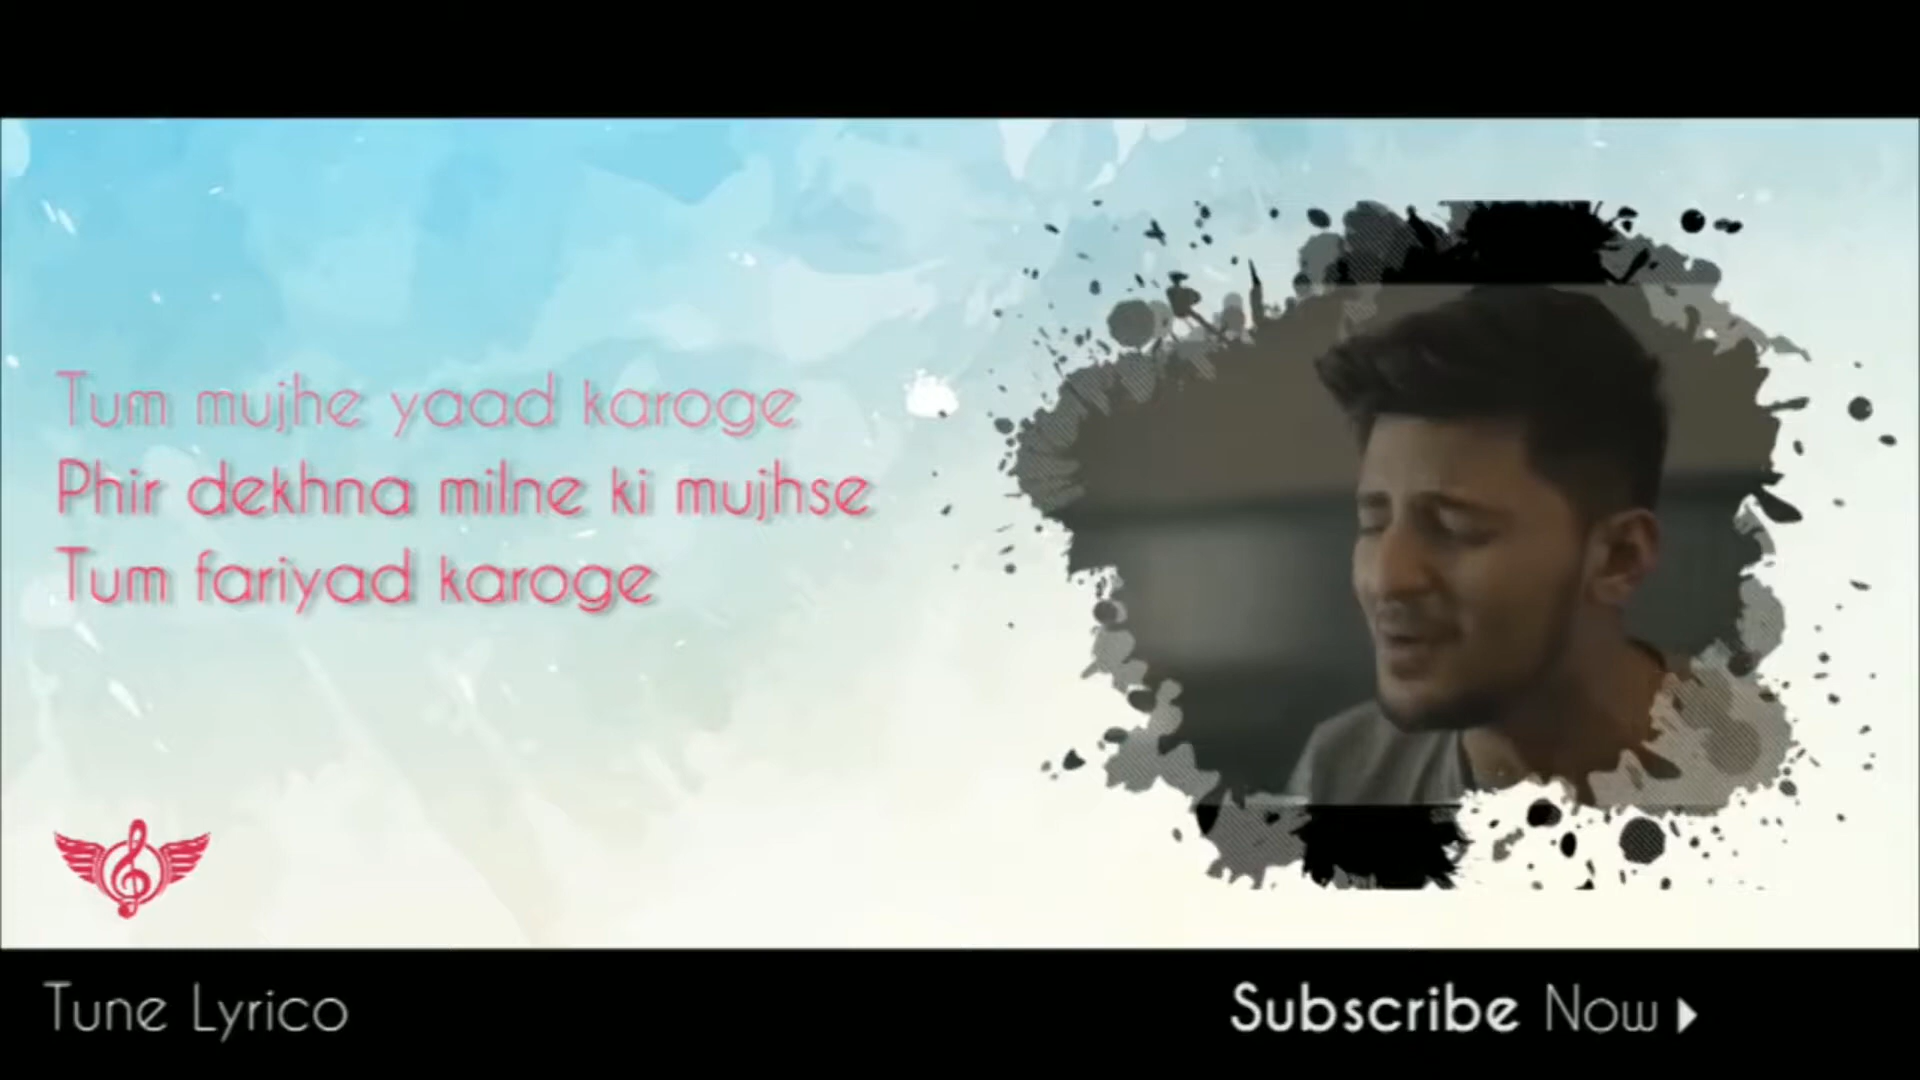 Tum mujhe yaad karoge
Phir dekhna milne ki mujhse
Tum fariyad karoge
Tune Lyrico
Subscribe Now